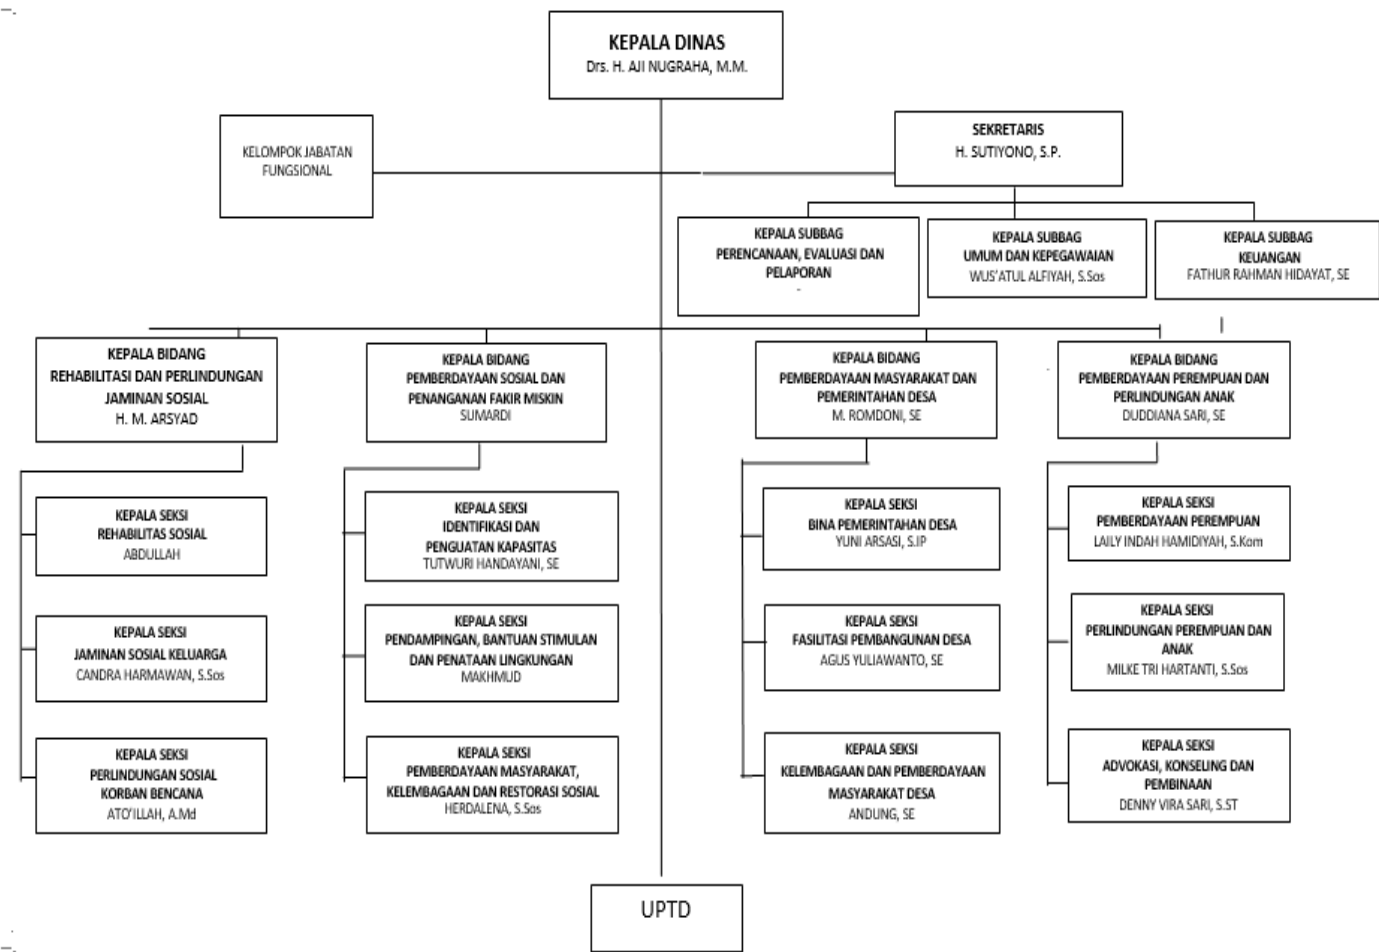 KEPALA DINAS
Drs. H. AJI NUGRAHA, M.M.
KELOMPOK JABATAN
FUNGSIONAL
SEKRETARIS
H. SUTIYONO, S.P.
KEPALA SUBBAG
PERENCANAAN, EVALUASI DAN
PELAPORAN
-
KEPALA SUBBAG
UMUM DAN KEPEGAWAIAN
WUS'ATUL ALFIYAH, S.Sos
KEPALA SUBBAG
KEUANGAN
FATHUR RAHMAN HIDAYAT, SE
KEPALA BIDANG
REHABILITASI DAN PERLINDUNGAN
JAMINAN SOSIAL
H. M. ARSYAD
KEPALA BIDANG
PEMBERDAYAAN SOSIAL DAN
PENANGANAN FAKIR MISKIN
SUMARDI
KEPALA BIDANG
PEMBERDAYAAN MASYARAKAT DAN
PEMERINTAHAN DESA
M. ROMDONI, SE
KEPALA BIDANG
PEMBERDAYAAN PEREMPUAN DAN
PERLINDUNGAN ANAK
DUDDIANA SARI, SE
KEPALA SEKSI
REHABILITAS SOSIAL
ABDULLAH
KEPALA SEKSI
JAMINAN SOSIAL KELUARGA
CANDRA HARMAWAN, S.Sos
KEPALA SEKSI
PERLINDUNGAN SOSIAL
KORBAN BENCANA
ATO'ILLAH, A.Md
KEPALA SEKSI
IDENTIFIKASI DAN
PENGUATAN KAPASITAS
TUTWURI HANDAYANI, SE
KEPALA SEKSI
PENDAMPINGAN, BANTUAN STIMULAN
DAN PENATAAN LINGKUNGAN
MAKHMUD
KEPALA SEKSI
PEMBERDAYAAN MASYARAKAT,
KELEMBAGAAN DAN RESTORASI SOSIAL
HERDALENA, S.Sos
KEPALA SEKSI
BINA PEMERINTAHAN DESA
YUNI ARSASI, S.IP
KEPALA SEKSI
FASILITASI PEMBANGUNAN DESA
AGUS YULIAWANTO, SE
KEPALA SEKSI
KELEMBAGAAN DAN PEMBERDAYAAN
MASYARAKAT DESA
ANDUNG, SE
KEPALA SEKSI
PEMBERDAYAAN PEREMPUAN
LAILY INDAH HAMIDIYAH, S.Kom
KEPALA SEKSI
PERLINDUNGAN PEREMPUAN DAN
ANAK
MILKE TRI HARTANTI, S.Sos
KEPALA SEKSI
ADVOKASI, KONSELING DAN
PEMBINAAN
DENNY VIRA SARI, S.ST
UPTD